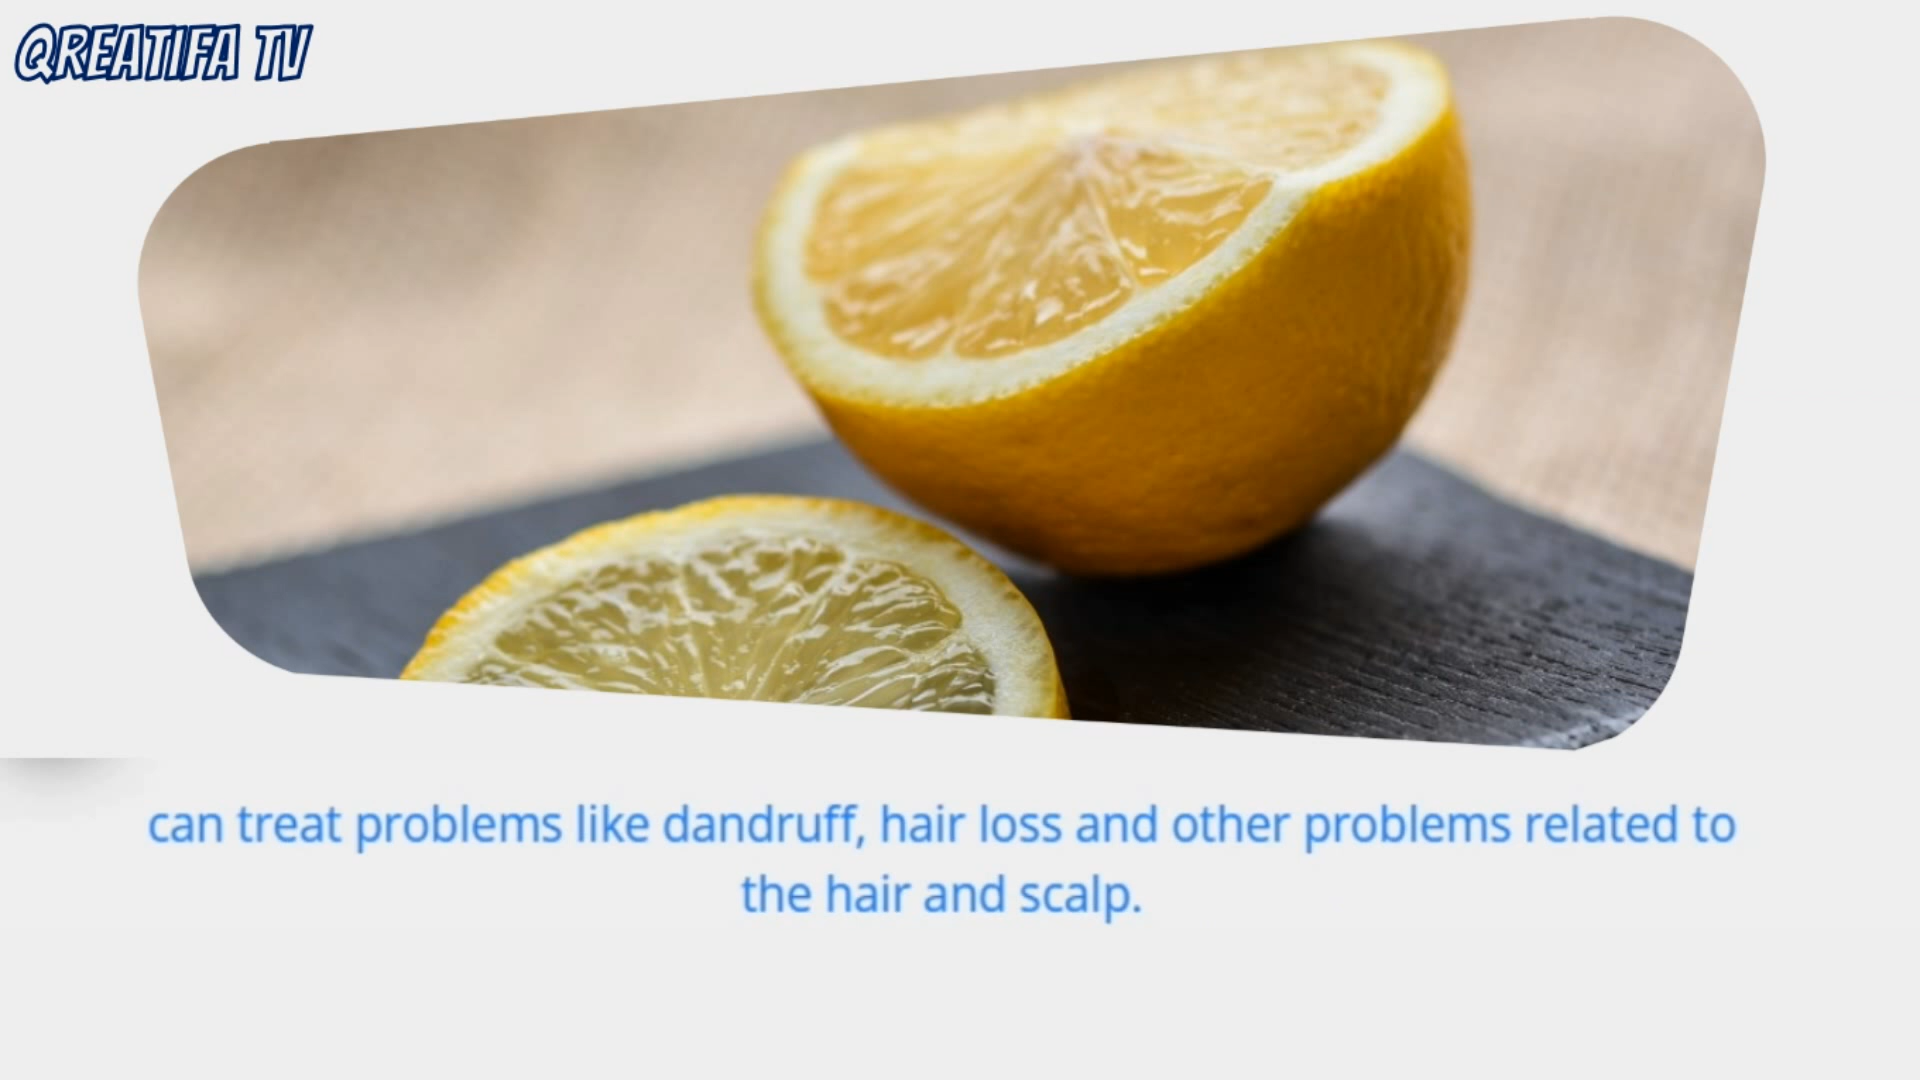 QREATIFA TV
can treat problems like dandruff, hair loss and other problems related to
the hair and scalp.